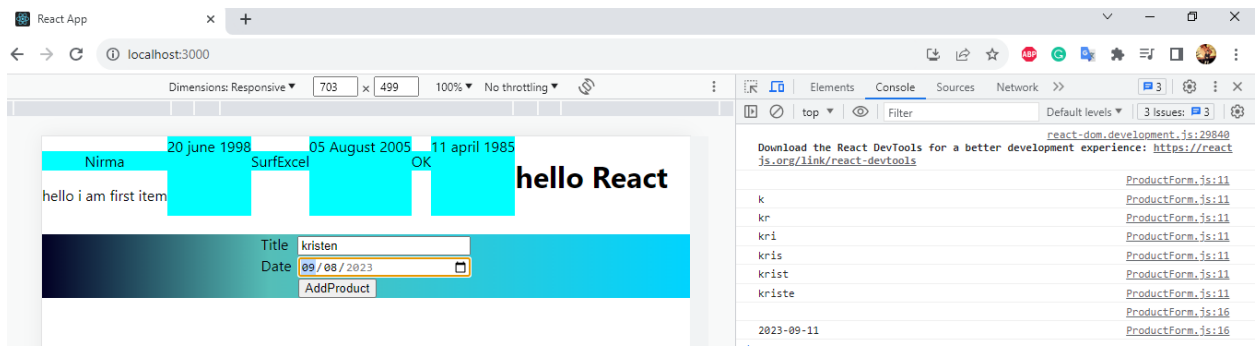 React App
localhost:3000
ABP
Dimensions: Responsive 703 x 499 100% No throttling
Elements Console Sources Network 3
top Filter Default levels 3 Issues: 3
20 june 1998 05 August 2005 11 april 1985
Nirma SurfExcel OK
hello React
hello i am first item
Title kristen
Date 09/08/2023
AddProduct
react-dom.development.js:29840
Download the React DevTools for a better development experience: https://react
js.org/link/react-devtools
ProductForm.js:11
k ProductForm.js:11
kr ProductForm.js:11
kri ProductForm.js:11
kris ProductForm.js:11
krist ProductForm.js:11
kriste ProductForm.js:11
ProductForm.js:16
2023-09-11 ProductForm.js:16